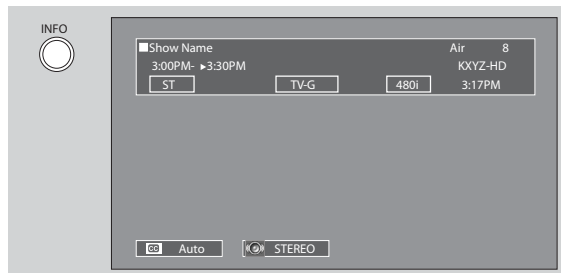 INFO
■Show Name Air 8
3:00PM- ►3:30PM KXYZ-HD
ST TV-G 480i 3:17PM
CC Auto STEREO